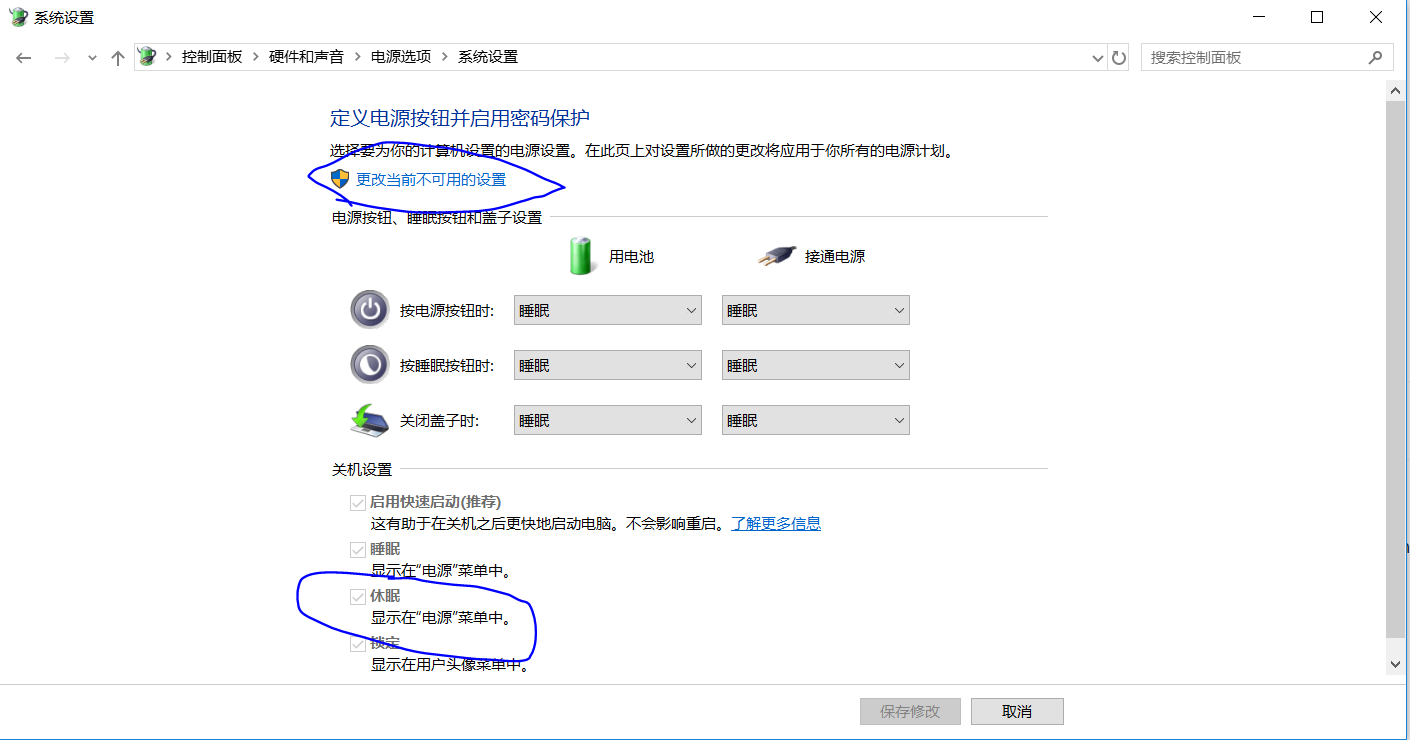 系统设置
控制面板 > 硬件和声音 > 电源选项 > 系统设置
搜索控制面板
定义电源按钮并启用密码保护
选择要为你的计算机设置的电源设置。在此页上对设置所做的更改将应用于你所有的电源计划。
更改当前不可用的设置
电源按钮、睡眠按钮和盖子设置
用电池 接通电源
按电源按钮时: 睡眠 睡眠
按睡眠按钮时: 睡眠 睡眠
关闭盖子时: 睡眠 睡眠
关机设置
启用快速启动(推荐)
这有助于在关机之后更快地启动电脑。不会影响重启。了解更多信息
睡眠
显示在“电源”菜单中。
休眠
显示在“电源”菜单中。
锁定
显示在用户头像菜单中。
保存修改 取消